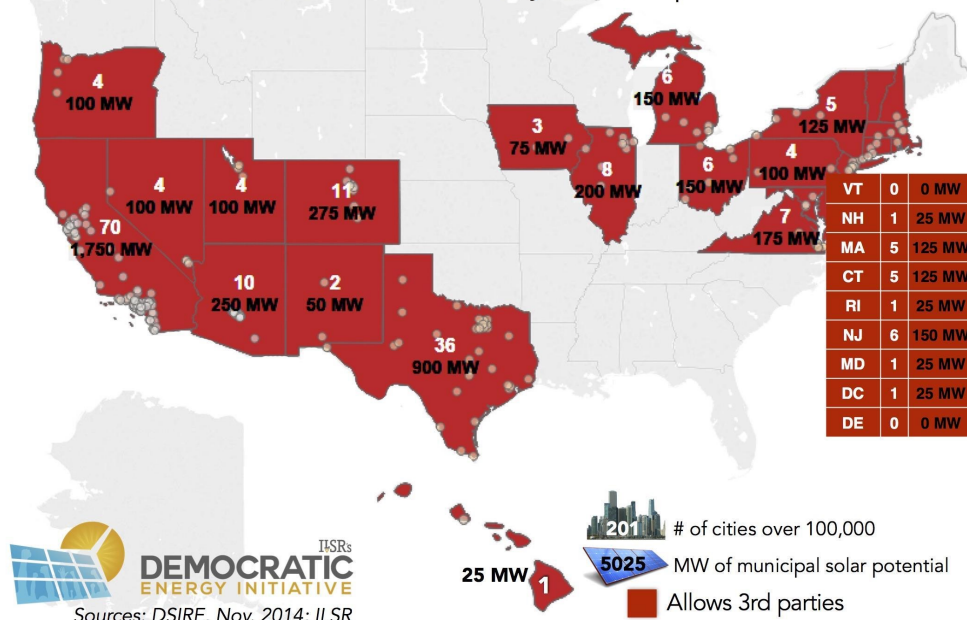 4
100 MW
4
100 MW
4
100 MW
11
275 MW
70
1,750 MW
10
250 MW
2
50 MW
36
900 MW
3
75 MW
8
200 MW
6
150 MW
6
150 MW
5
125 MW
4
100 MW
7
175 MW
VT 0 0 MW
NH 1 25 MW
MA 5 125 MW
CT 5 125 MW
RI 1 25 MW
NJ 6 150 MW
MD 1 25 MW
DC 1 25 MW
DE 0 0 MW
25 MW 1
201 # of cities over 100,000
5025 MW of municipal solar potential
Allows 3rd parties
ILSRs
DEMOCRATIC
ENERGY INITIATIVE
Sources: DSIRE, Nov. 2014; ILSR